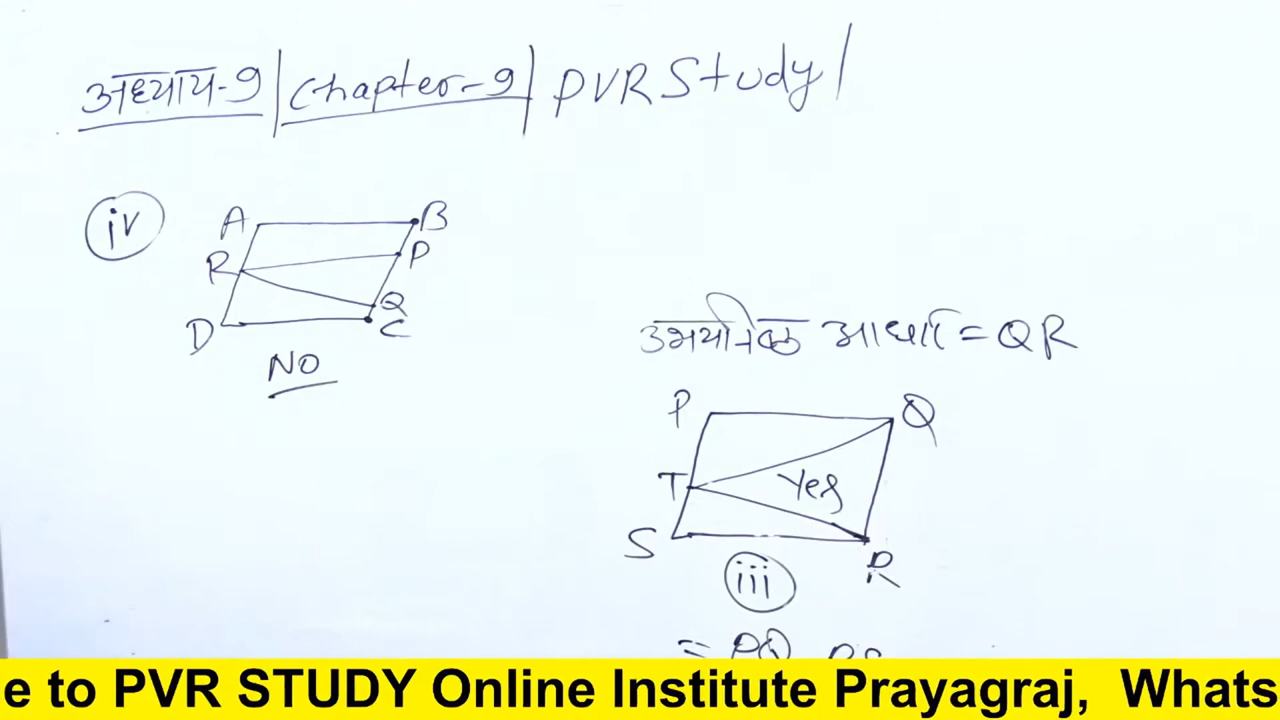 अध्याय-9 | Chapter-9 | PVR Study |
iv
A B
R P
Q
D C
NO
उभयनिष्ठ आधार = QR
P Q
T Yes
S R
iii
= PQ
e to PVR STUDY Online Institute Prayagraj, Whats